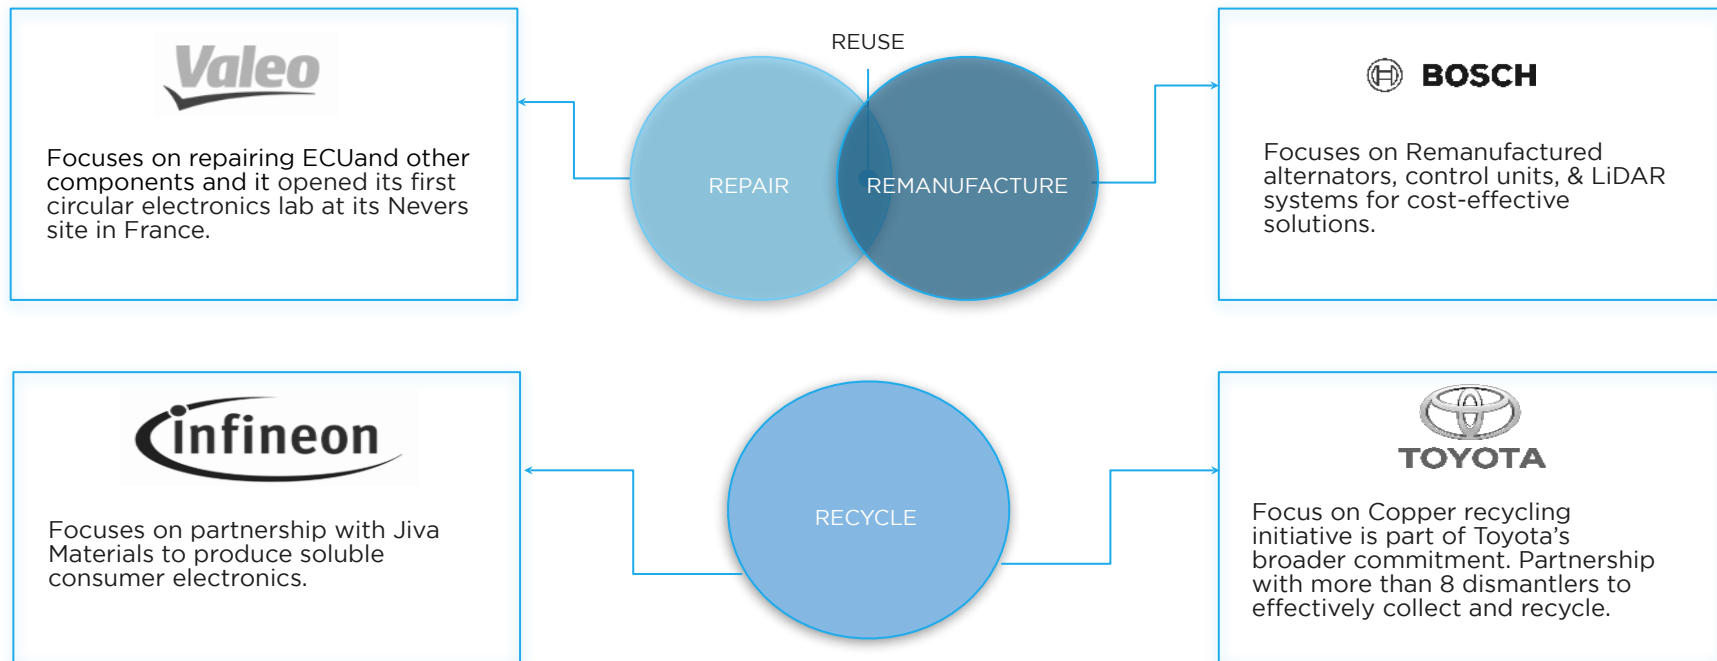 Valeo
Focuses on repairing ECUand other
components and it opened its first
circular electronics lab at its Nevers
site in France.
REUSE
REPAIR
REMANUFACTURE
BOSCH
Focuses on Remanufactured
alternators, control units, & LiDAR
systems for cost-effective
solutions.
infineon
Focuses on partnership with Jiva
Materials to produce soluble
consumer electronics.
RECYCLE
TOYOTA
Focus on Copper recycling
initiative is part of Toyota’s
broader commitment. Partnership
with more than 8 dismantlers to
effectively collect and recycle.